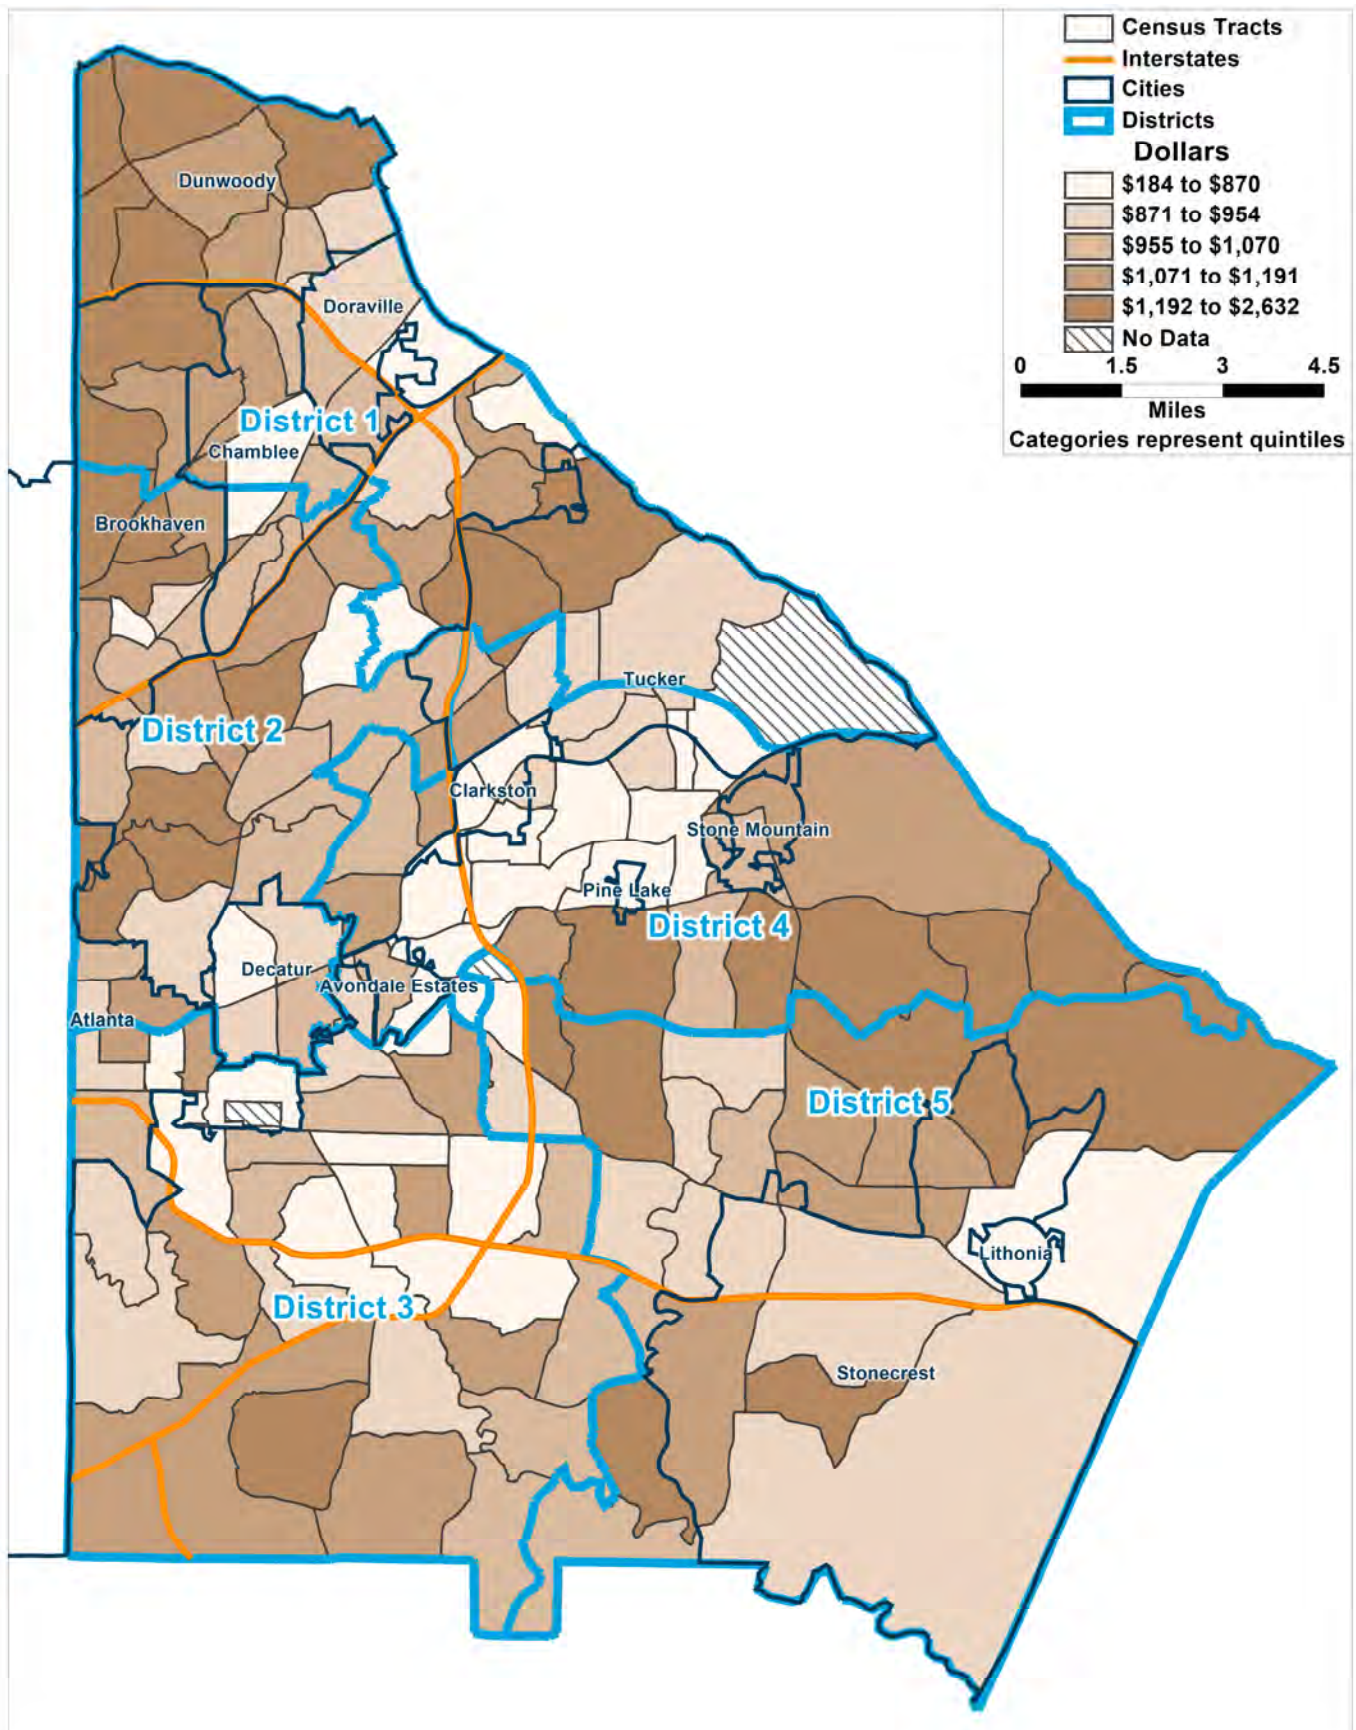 Census Tracts
Interstates
Cities
Districts
Dollars
$184 to $870
$871 to $954
$955 to $1,070
$1,071 to $1,191
$1,192 to $2,632
No Data
0 1.5 3 4.5
Miles
Categories represent quintiles
Dunwoody
Doraville
District 1
Chamblee
Brookhaven
Tucker
District 2
Clarkston
Stone Mountain
Pine Lake
District 4
Decatur
Avondale Estates
Atlanta
District 5
Lithonia
District 3
Stonecrest